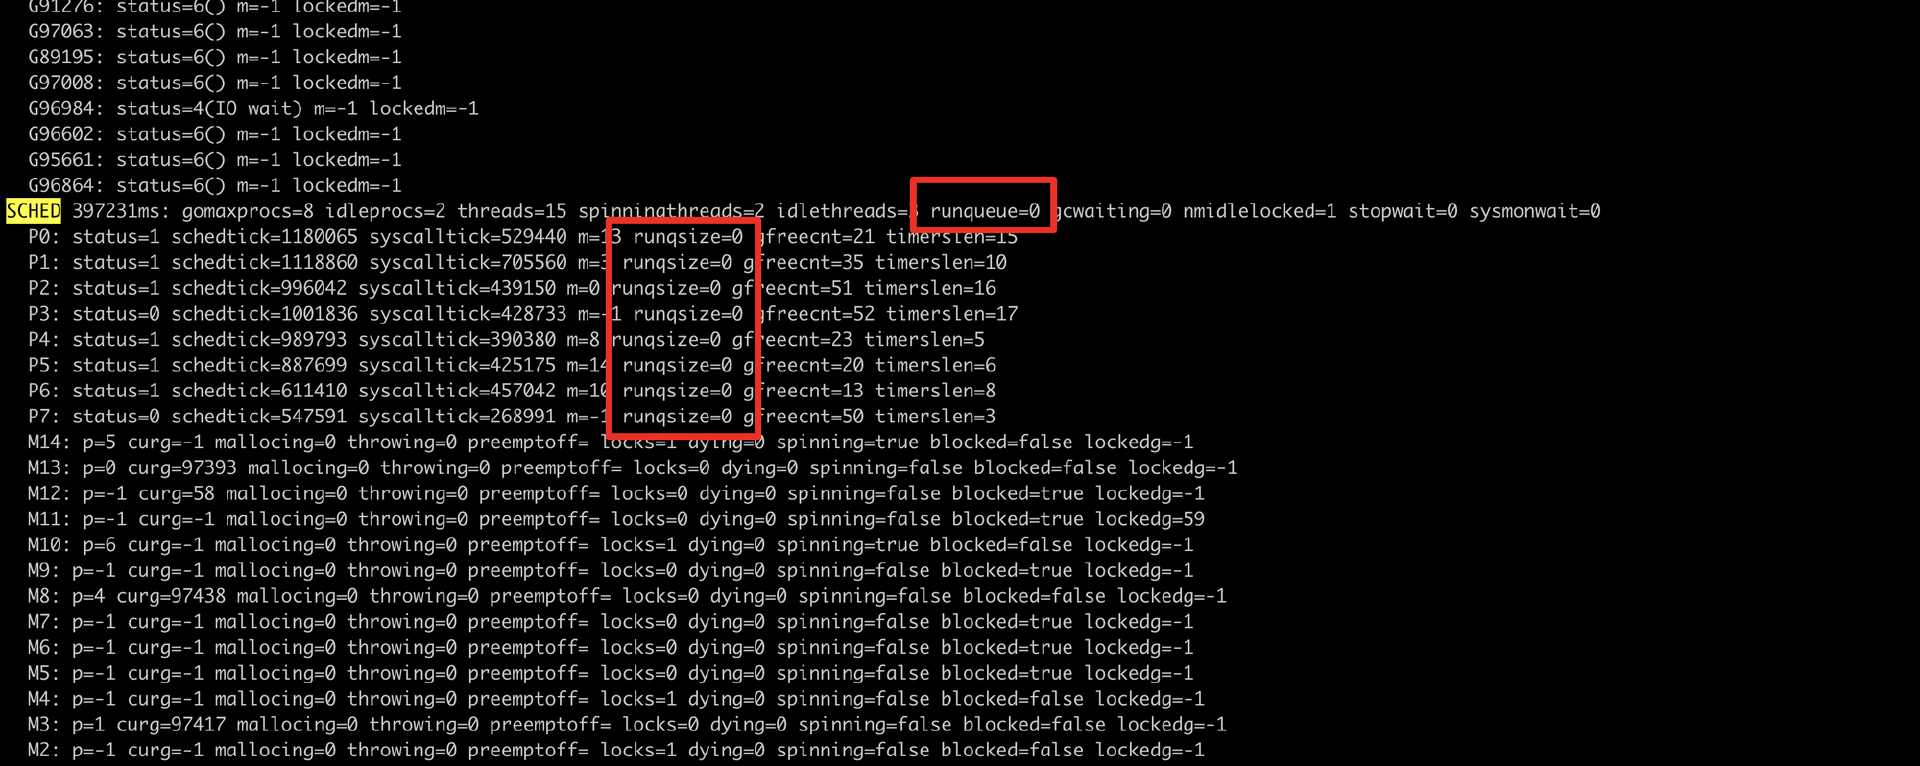 G91276: status=6() m=-1 lockedm=-1
G97063: status=6() m=-1 lockedm=-1
G89195: status=6() m=-1 lockedm=-1
G97008: status=6() m=-1 lockedm=-1
G96984: status=4(IO wait) m=-1 lockedm=-1
G96602: status=6() m=-1 lockedm=-1
G95661: status=6() m=-1 lockedm=-1
G96864: status=6() m=-1 lockedm=-1
SCHED 397231ms: gomaxprocs=8 idleprocs=2 threads=15 spinningthreads=2 idlethreads=3 runqueue=0 gcwaiting=0 nmidlelocked=1 stopwait=0 sysmonwait=0
P0: status=1 schedtick=1180065 syscalltick=529440 m=13 runqsize=0 gfreecnt=21 timerslen=15
P1: status=1 schedtick=1118860 syscalltick=705560 m=3 runqsize=0 gfreecnt=35 timerslen=10
P2: status=1 schedtick=996042 syscalltick=439150 m=0 runqsize=0 gfreecnt=51 timerslen=16
P3: status=0 schedtick=1001836 syscalltick=428733 m=-1 runqsize=0 gfreecnt=52 timerslen=17
P4: status=1 schedtick=989793 syscalltick=390380 m=8 runqsize=0 gfreecnt=23 timerslen=5
P5: status=1 schedtick=887699 syscalltick=425175 m=14 runqsize=0 gfreecnt=20 timerslen=6
P6: status=1 schedtick=611410 syscalltick=457042 m=10 runqsize=0 gfreecnt=13 timerslen=8
P7: status=0 schedtick=547591 syscalltick=268991 m=-1 runqsize=0 gfreecnt=50 timerslen=3
M14: p=5 curg=-1 mallocing=0 throwing=0 preemptoff= locks=1 dying=0 spinning=true blocked=false lockedg=-1
M13: p=0 curg=97393 mallocing=0 throwing=0 preemptoff= locks=0 dying=0 spinning=false blocked=false lockedg=-1
M12: p=-1 curg=58 mallocing=0 throwing=0 preemptoff= locks=0 dying=0 spinning=false blocked=true lockedg=-1
M11: p=-1 curg=-1 mallocing=0 throwing=0 preemptoff= locks=0 dying=0 spinning=false blocked=true lockedg=59
M10: p=6 curg=-1 mallocing=0 throwing=0 preemptoff= locks=1 dying=0 spinning=true blocked=false lockedg=-1
M9: p=-1 curg=-1 mallocing=0 throwing=0 preemptoff= locks=0 dying=0 spinning=false blocked=true lockedg=-1
M8: p=4 curg=97438 mallocing=0 throwing=0 preemptoff= locks=0 dying=0 spinning=false blocked=false lockedg=-1
M7: p=-1 curg=-1 mallocing=0 throwing=0 preemptoff= locks=0 dying=0 spinning=false blocked=true lockedg=-1
M6: p=-1 curg=-1 mallocing=0 throwing=0 preemptoff= locks=0 dying=0 spinning=false blocked=true lockedg=-1
M5: p=-1 curg=-1 mallocing=0 throwing=0 preemptoff= locks=0 dying=0 spinning=false blocked=true lockedg=-1
M4: p=-1 curg=-1 mallocing=0 throwing=0 preemptoff= locks=1 dying=0 spinning=false blocked=false lockedg=-1
M3: p=1 curg=97417 mallocing=0 throwing=0 preemptoff= locks=0 dying=0 spinning=false blocked=false lockedg=-1
M2: p=-1 curg=-1 mallocing=0 throwing=0 preemptoff= locks=1 dying=0 spinning=false blocked=false lockedg=-1